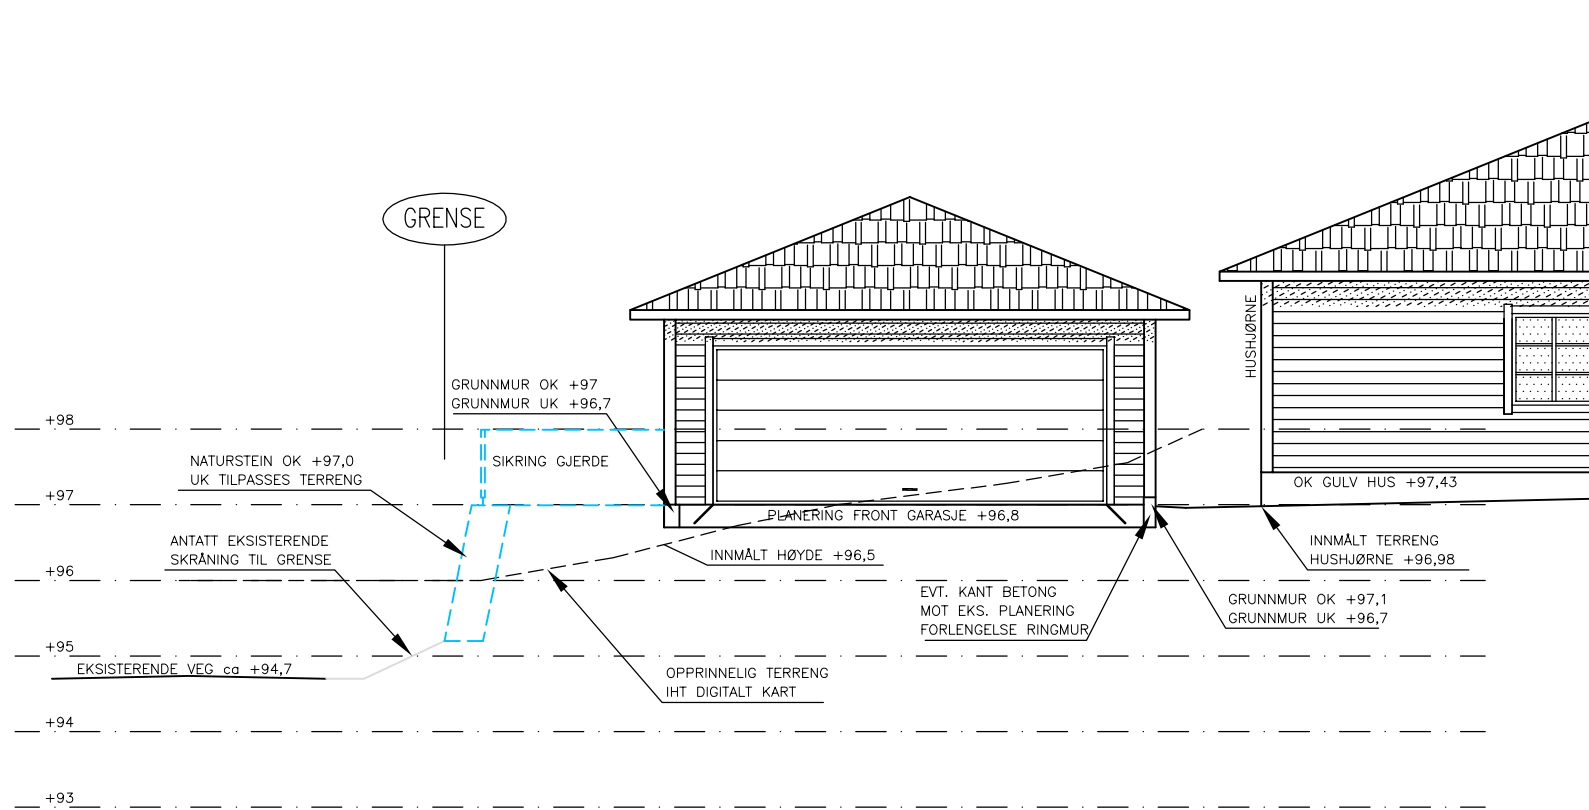 GRENSE
HUSHJØRNE
GRUNNMUR OK +97
GRUNNMUR UK +96,7
+98
NATURSTEIN OK +97,0
UK TILPASSES TERRENG
SIKRING GJERDE
OK GULV HUS +97,43
+97
PLANERING FRONT GARASJE +96,8
ANTATT EKSISTERENDE
SKRÅNING TIL GRENSE
INNMÅLT HØYDE +96,5
INNMÅLT TERRENG
HUSHJØRNE +96,98
+96
EVT. KANT BETONG
MOT EKS. PLANERING
FORLENGELSE RINGMUR
GRUNNMUR OK +97,1
GRUNNMUR UK +96,7
+95
EKSISTERENDE VEG ca +94,7
OPPRINNELIG TERRENG
IHT DIGITALT KART
+94
+93